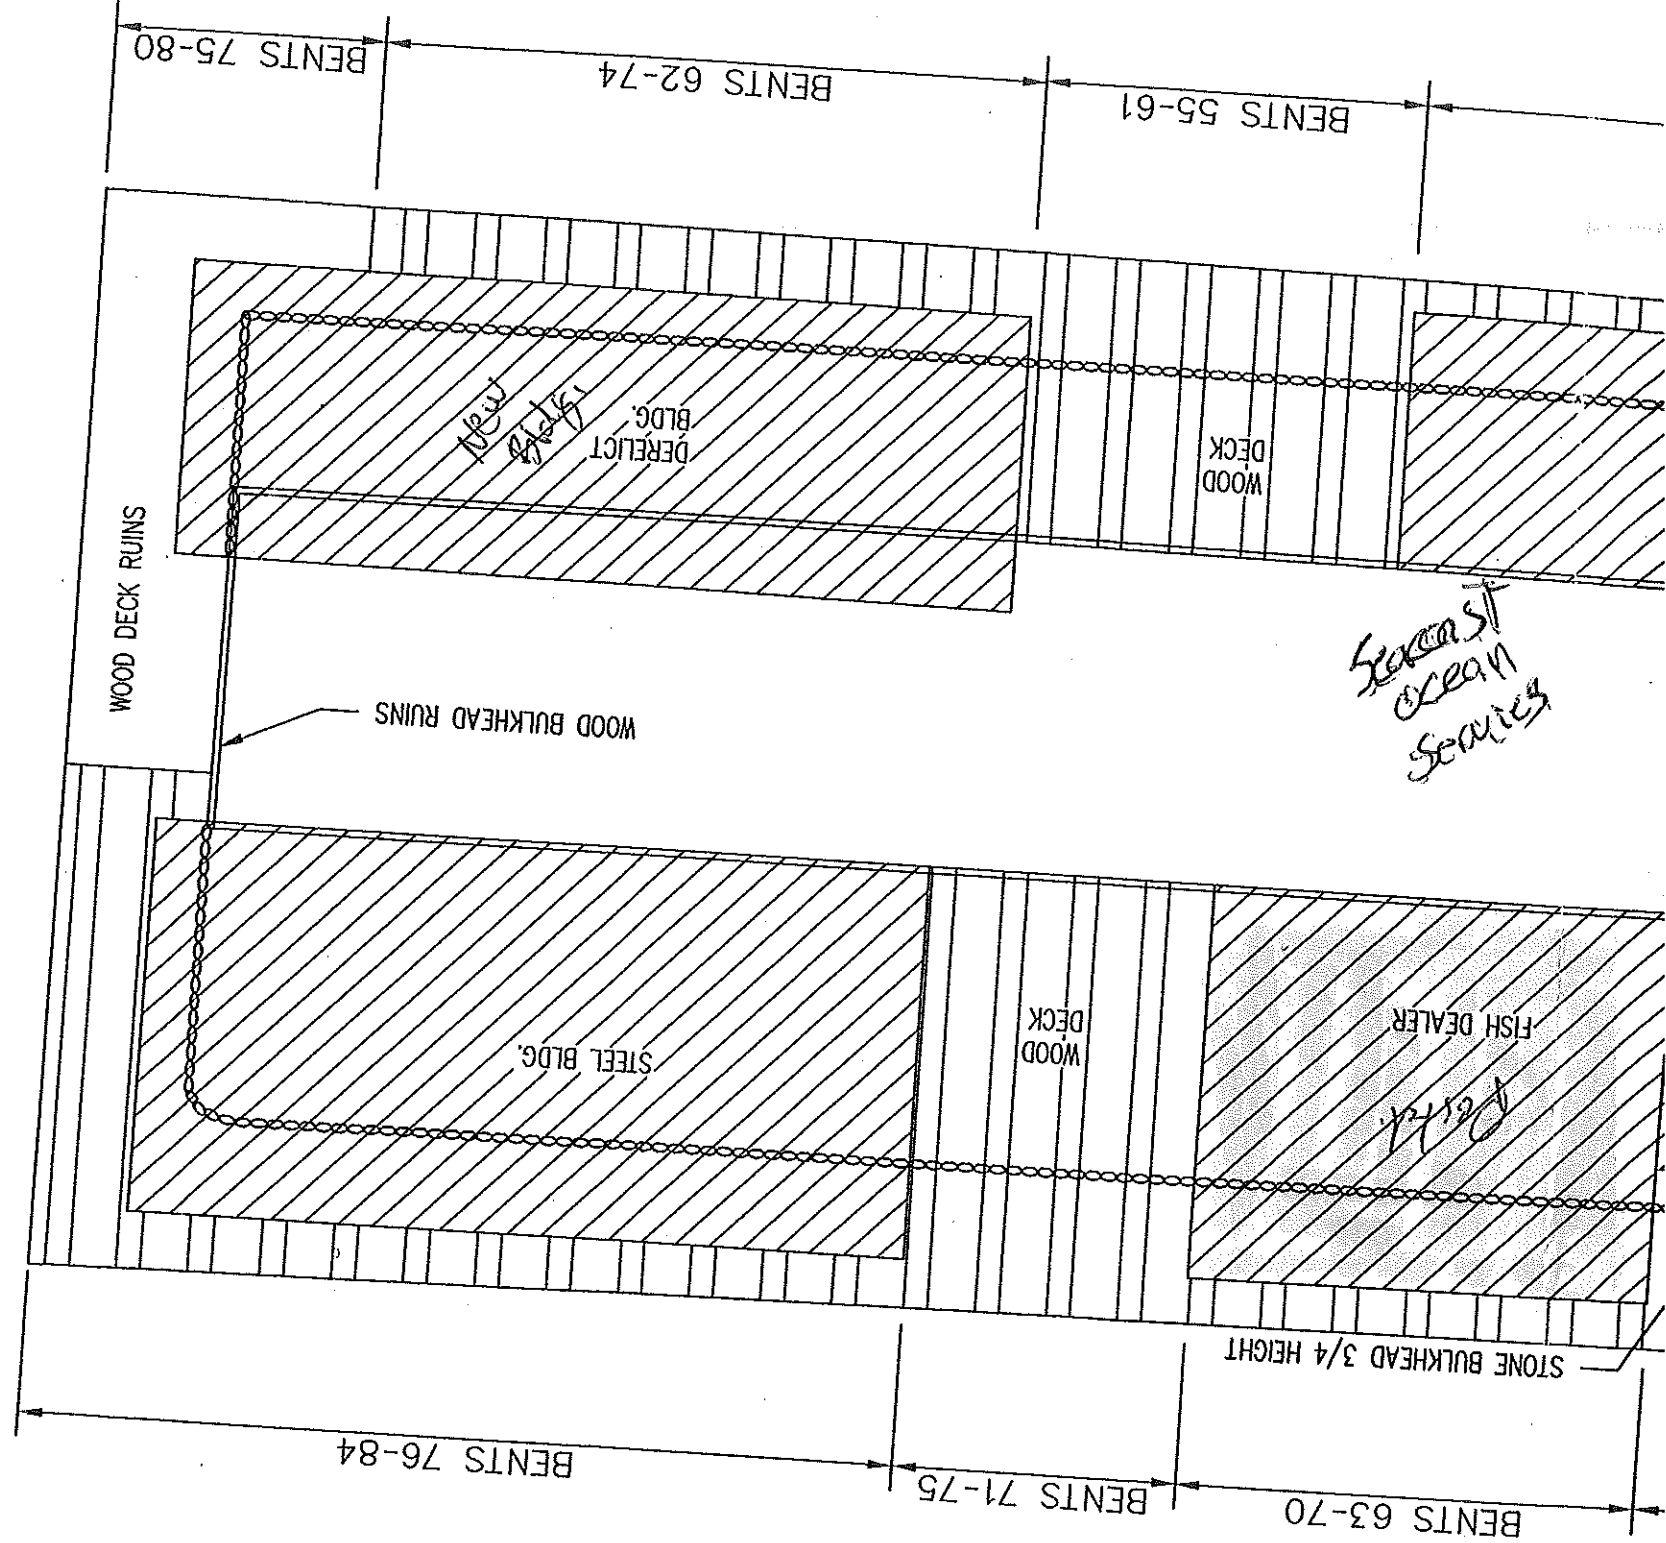 BENTS 63-70
BENTS 71-75
BENTS 76-84
STONE BULKHEAD 3/4 HEIGHT
FISH DEALER
WOOD
DECK
STEEL BLDG.
WOOD BULKHEAD RUINS
WOOD DECK RUINS
ocean
Services
WOOD
DECK
DERELICT
BLDG.
New
Bldg.
BENTS 55-61
BENTS 62-74
BENTS 75-80